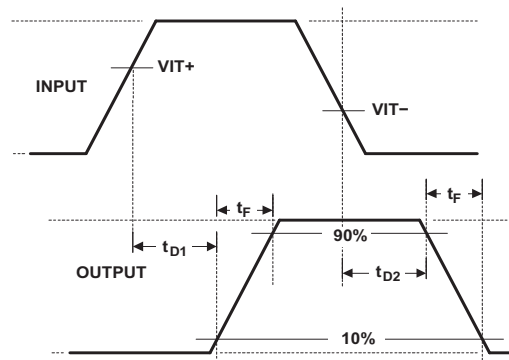 VIT+
INPUT
VIT−
tF
tF
tD1
90%
OUTPUT
tD2
10%